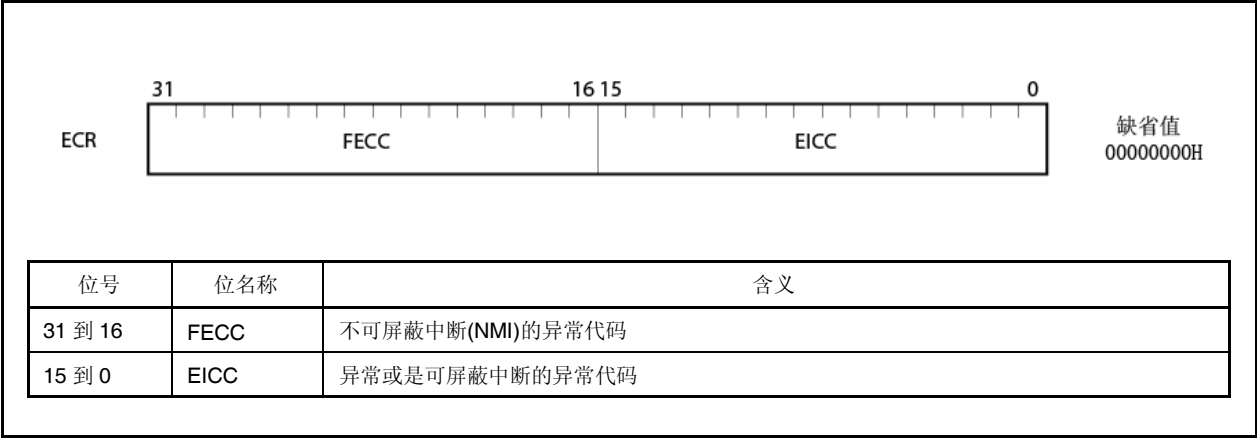 31 16 15 0
ECR FECC EICC 缺省值
00000000H
位号 位名称 含义
31 到 16 FECC 不可屏蔽中断(NMI)的异常代码
15 到 0 EICC 异常或是可屏蔽中断的异常代码